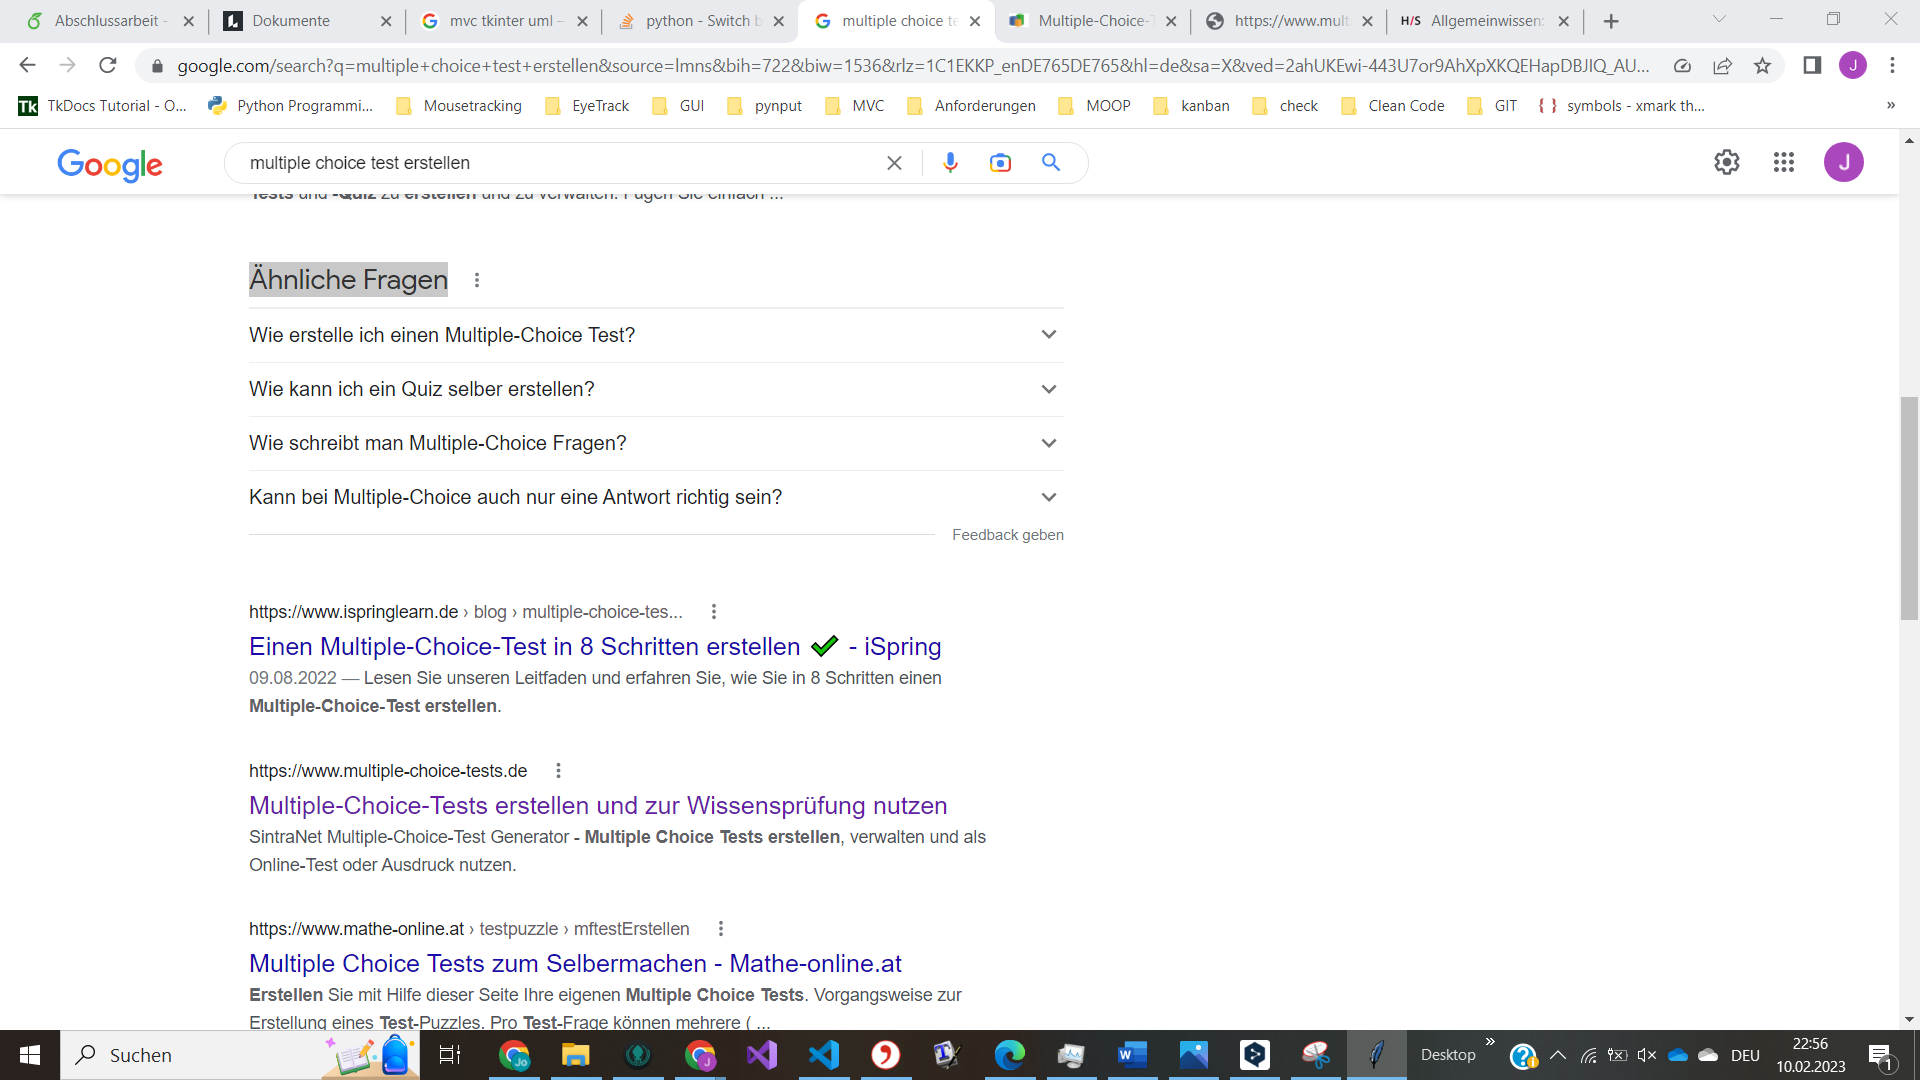 Abschlussarbeit -
Dokumente
mvc tkinter uml –
python - Switch b
multiple choice te
Multiple-Choice-T
https://www.mult
H/S Allgemeinwissen:
google.com/search?q=multiple+choice+test+erstellen&source=lmns&bih=722&biw=1536&rlz=1C1EKKP_enDE765DE765&hl=de&sa=X&ved=2ahUKEwi-443U7or9AhXpXKQEHapDBJIQ_AU...
J
Tk TkDocs Tutorial - O...
Python Programmi...
Mousetracking
EyeTrack
GUI
pynput
MVC
Anforderungen
MOOP
kanban
check
Clean Code
GIT
{ } symbols - xmark th...
»
Google
multiple choice test erstellen
J
Tests und -Quiz zu erstellen und zu verwalten. Fügen Sie einfach ...
Ähnliche Fragen
Wie erstelle ich einen Multiple-Choice Test?
Wie kann ich ein Quiz selber erstellen?
Wie schreibt man Multiple-Choice Fragen?
Kann bei Multiple-Choice auch nur eine Antwort richtig sein?
Feedback geben
https://www.ispringlearn.de › blog › multiple-choice-tes...
Einen Multiple-Choice-Test in 8 Schritten erstellen ✔ - iSpring
09.08.2022 — Lesen Sie unseren Leitfaden und erfahren Sie, wie Sie in 8 Schritten einen
Multiple-Choice-Test erstellen.
https://www.multiple-choice-tests.de
Multiple-Choice-Tests erstellen und zur Wissensprüfung nutzen
SintraNet Multiple-Choice-Test Generator - Multiple Choice Tests erstellen, verwalten und als
Online-Test oder Ausdruck nutzen.
https://www.mathe-online.at › testpuzzle › mftestErstellen
Multiple Choice Tests zum Selbermachen - Mathe-online.at
Erstellen Sie mit Hilfe dieser Seite Ihre eigenen Multiple Choice Tests. Vorgangsweise zur
Erstellung eines Test-Puzzles. Pro Test-Frage können mehrere ( ...
Suchen
Desktop
»
DEU
22:56
10.02.2023
1